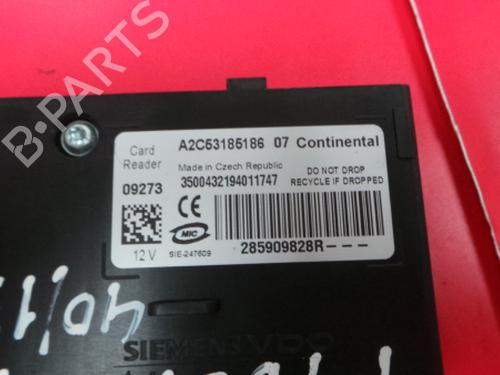 B-PARTS
Card Reader
A2C53185186 07 Continental
Made in Czech Republic
DO NOT DROP
RECYCLE IF DROPPED
09273
3500432194011747
CE
NIC
12 V
SIE-247609
285909828R---
SIEMENS VDO